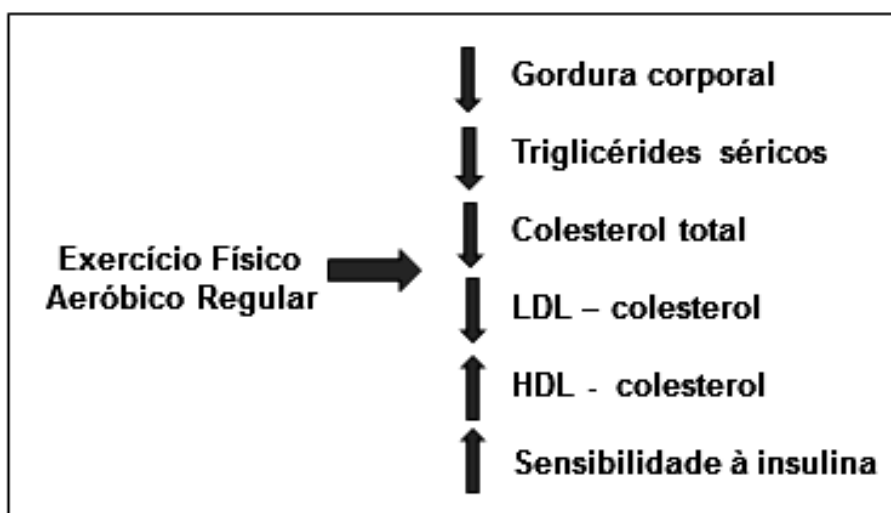 Exercício Físico
Aeróbico Regular
Gordura corporal
Triglicérides séricos
Colesterol total
LDL – colesterol
HDL - colesterol
Sensibilidade à insulina